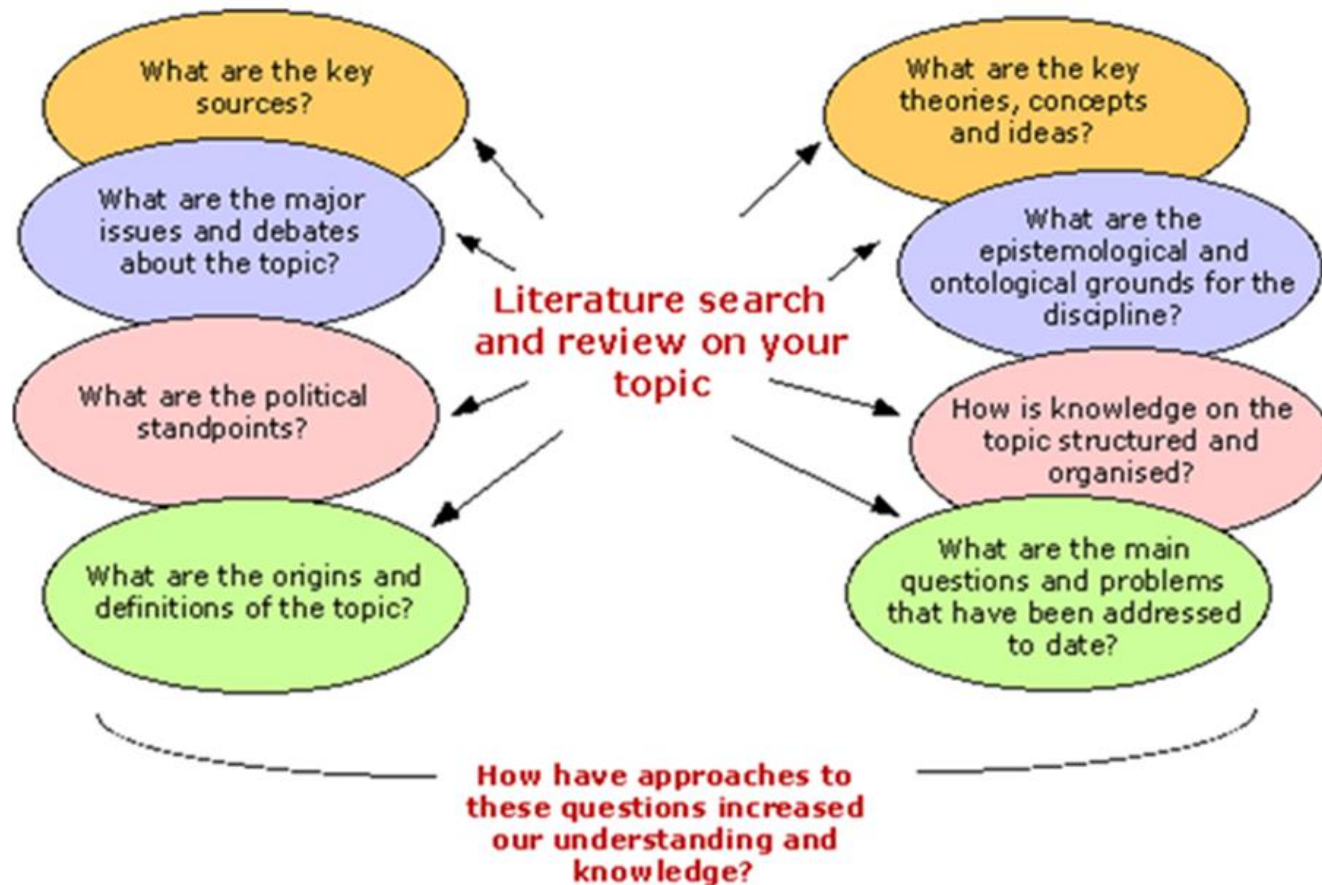 What are the key
sources?
What are the major
issues and debates
about the topic?
What are the political
standpoints?
What are the origins and
definitions of the topic?
Literature search
and review on your
topic
What are the key
theories, concepts
and ideas?
What are the
epistemological and
ontological grounds for the
discipline?
How is knowledge on the
topic structured and
organised?
What are the main
questions and problems
that have been addressed
to date?
How have approaches to
these questions increased
our understanding and
knowledge?